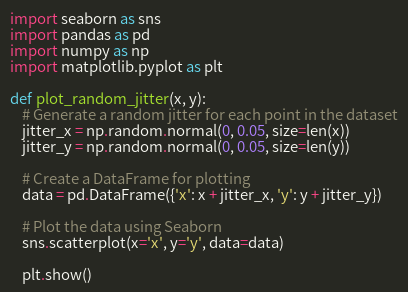 import seaborn as sns
import pandas as pd
import numpy as np
import matplotlib.pyplot as plt

def plot_random_jitter(x, y):
    # Generate a random jitter for each point in the dataset
    jitter_x = np.random.normal(0, 0.05, size=len(x))
    jitter_y = np.random.normal(0, 0.05, size=len(y))

    # Create a DataFrame for plotting
    data = pd.DataFrame({'x': x + jitter_x, 'y': y + jitter_y})

    # Plot the data using Seaborn
    sns.scatterplot(x='x', y='y', data=data)

    plt.show()